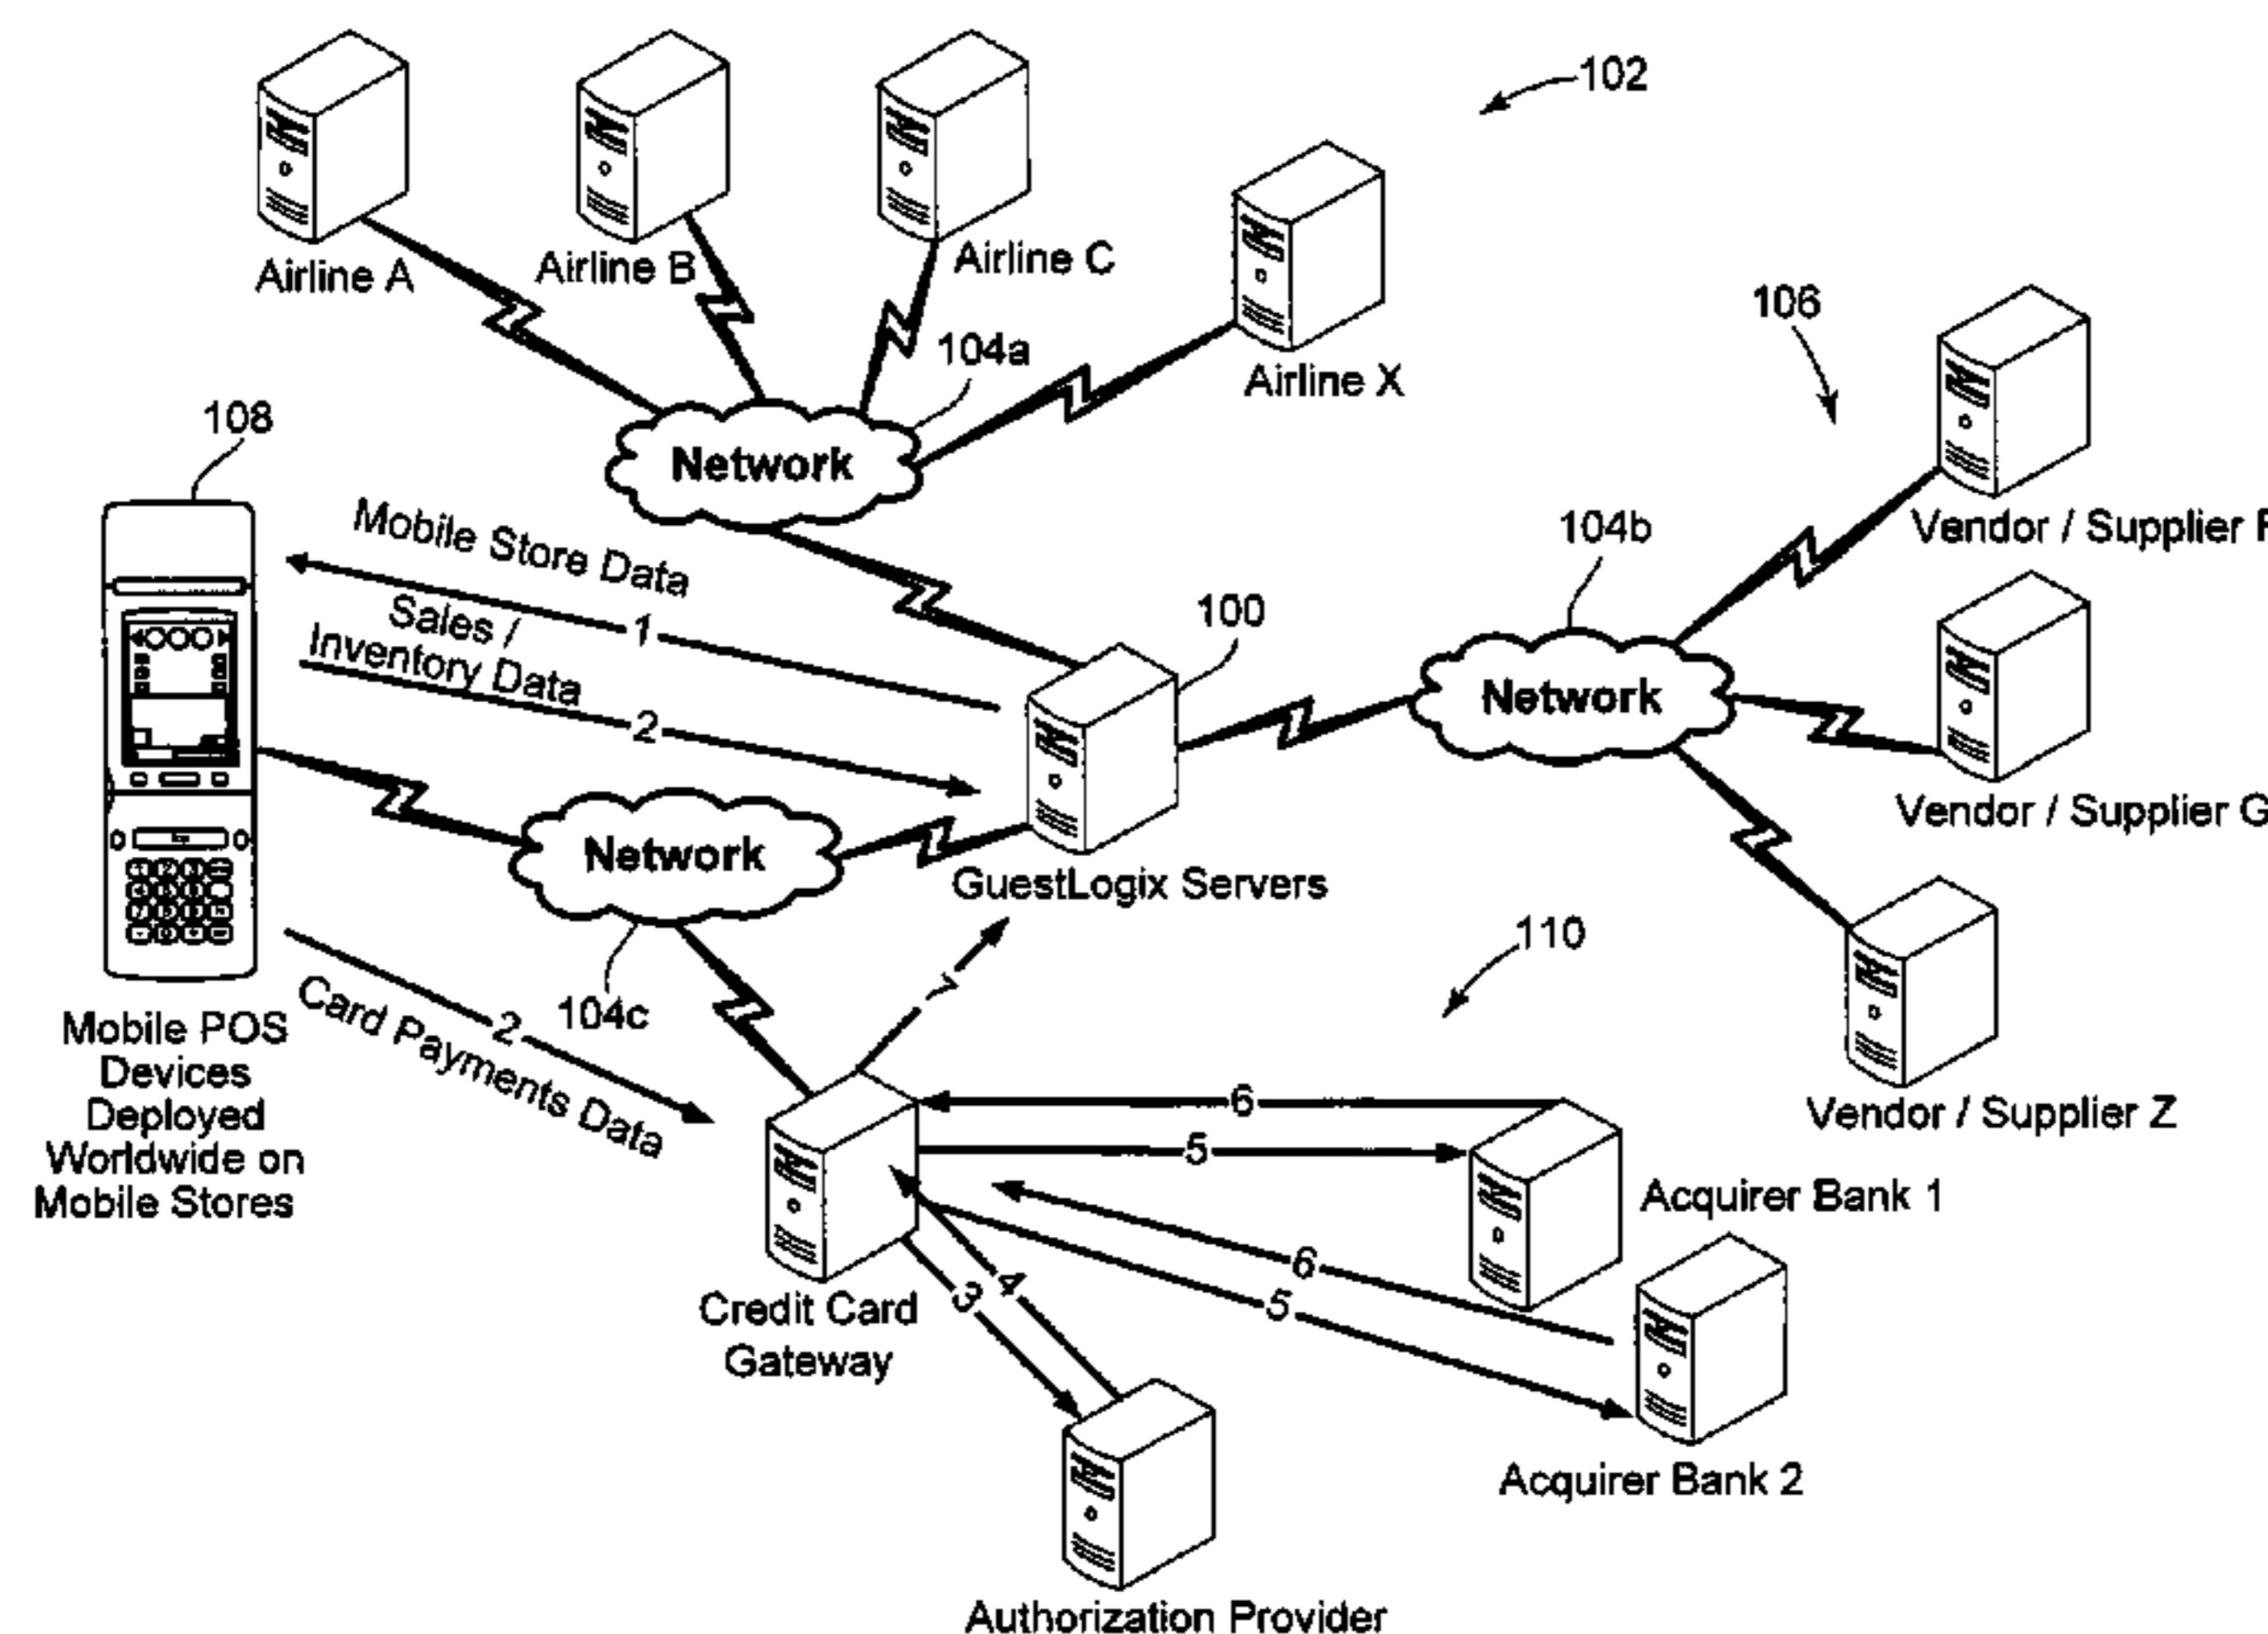 102
Airline A
Airline B
Airline C
Airline X
104a
106
108
Network
Mobile Store Data
1
Sales /
Inventory Data
2
100
104b
Vendor / Supplier F
Network
Vendor / Supplier G
Network
GuestLogix Servers
104c
7
110
Vendor / Supplier Z
Mobile POS
Devices
Deployed
Worldwide on
Mobile Stores
2
Card Payments Data
6
5
Acquirer Bank 1
6
5
4
3
Credit Card
Gateway
Acquirer Bank 2
Authorization Provider